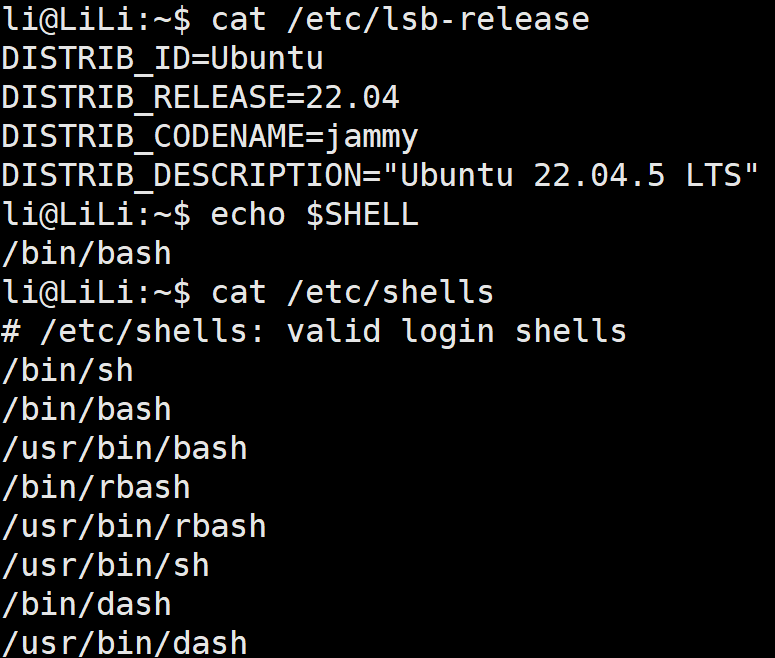 li@LiLi:~$ cat /etc/lsb-release
DISTRIB_ID=Ubuntu
DISTRIB_RELEASE=22.04
DISTRIB_CODENAME=jammy
DISTRIB_DESCRIPTION="Ubuntu 22.04.5 LTS"
li@LiLi:~$ echo $SHELL
/bin/bash
li@LiLi:~$ cat /etc/shells
# /etc/shells: valid login shells
/bin/sh
/bin/bash
/usr/bin/bash
/bin/rbash
/usr/bin/rbash
/usr/bin/sh
/bin/dash
/usr/bin/dash